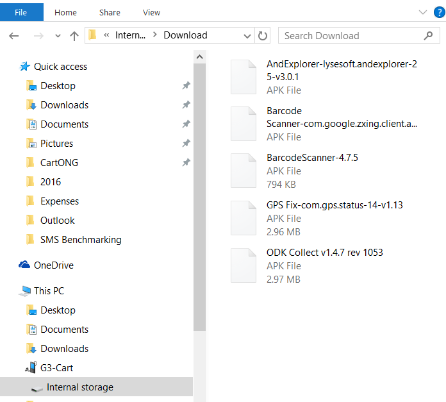 File Home Share View
« Intern... > Download
Search Download
Quick access
Desktop
Downloads
Documents
Pictures
CartONG
2016
Expenses
Outlook
SMS Benchmarking
OneDrive
This PC
Desktop
Documents
Downloads
G3-Cart
Internal storage
AndExplorer-lysesoft.andexplorer-2
5-v3.0.1
APK File
Barcode
Scanner-com.google.zxing.client.a...
APK File
BarcodeScanner-4.7.5
APK File
794 KB
GPS Fix-com.gps.status-14-v1.13
APK File
2.96 MB
ODK Collect v1.4.7 rev 1053
APK File
2.97 MB